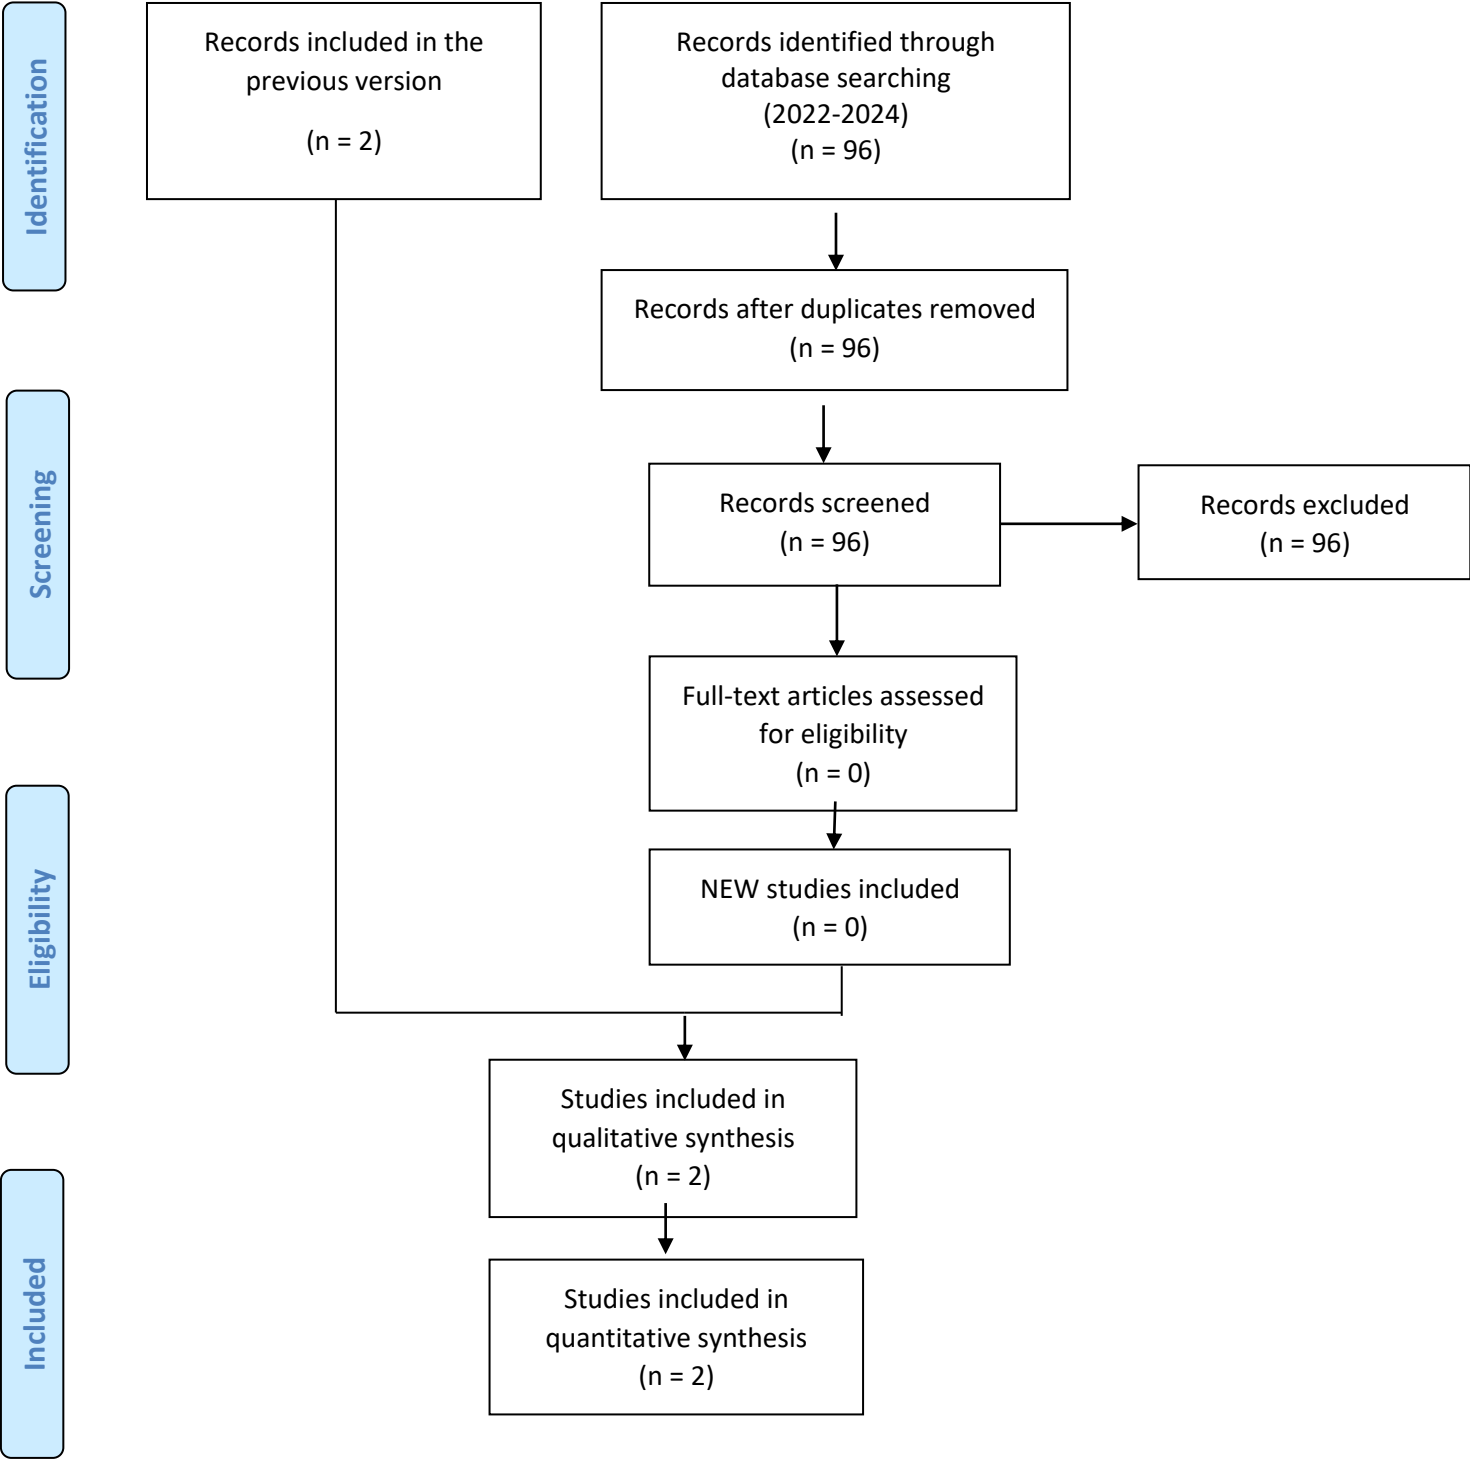 Identification
Records included in the
previous version
(n = 2)
Records identified through
database searching
(2022-2024)
(n = 96)
Records after duplicates removed
(n = 96)
Screening
Records screened
(n = 96)
Records excluded
(n = 96)
Full-text articles assessed
for eligibility
(n = 0)
Eligibility
NEW studies included
(n = 0)
Studies included in
qualitative synthesis
(n = 2)
Included
Studies included in
quantitative synthesis
(n = 2)